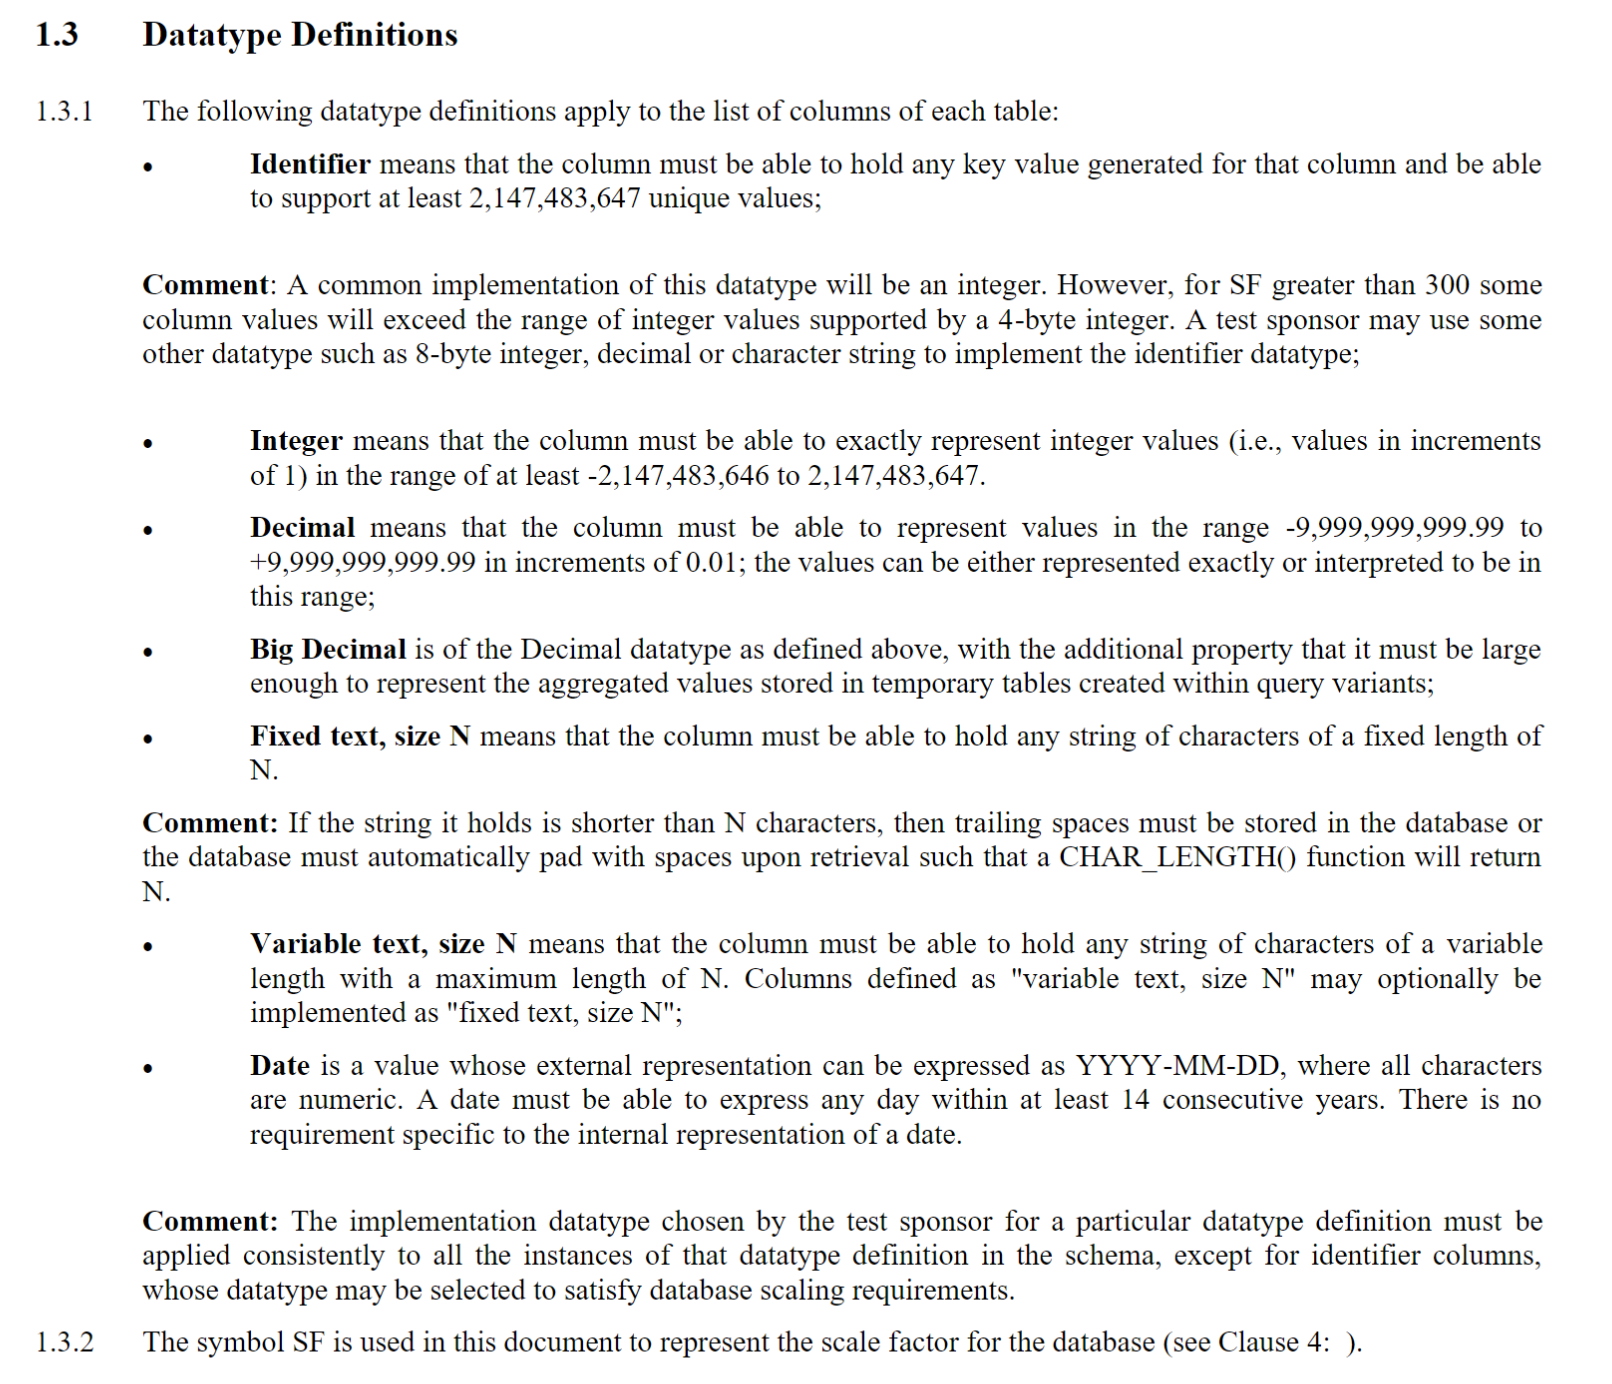 1.3 Datatype Definitions
1.3.1 The following datatype definitions apply to the list of columns of each table:
• Identifier means that the column must be able to hold any key value generated for that column and be able
to support at least 2,147,483,647 unique values;
Comment: A common implementation of this datatype will be an integer. However, for SF greater than 300 some
column values will exceed the range of integer values supported by a 4-byte integer. A test sponsor may use some
other datatype such as 8-byte integer, decimal or character string to implement the identifier datatype;
• Integer means that the column must be able to exactly represent integer values (i.e., values in increments
of 1) in the range of at least -2,147,483,646 to 2,147,483,647.
• Decimal means that the column must be able to represent values in the range -9,999,999,999.99 to
+9,999,999,999.99 in increments of 0.01; the values can be either represented exactly or interpreted to be in
this range;
• Big Decimal is of the Decimal datatype as defined above, with the additional property that it must be large
enough to represent the aggregated values stored in temporary tables created within query variants;
• Fixed text, size N means that the column must be able to hold any string of characters of a fixed length of
N.
Comment: If the string it holds is shorter than N characters, then trailing spaces must be stored in the database or
the database must automatically pad with spaces upon retrieval such that a CHAR_LENGTH() function will return
N.
• Variable text, size N means that the column must be able to hold any string of characters of a variable
length with a maximum length of N. Columns defined as "variable text, size N" may optionally be
implemented as "fixed text, size N";
• Date is a value whose external representation can be expressed as YYYY-MM-DD, where all characters
are numeric. A date must be able to express any day within at least 14 consecutive years. There is no
requirement specific to the internal representation of a date.
Comment: The implementation datatype chosen by the test sponsor for a particular datatype definition must be
applied consistently to all the instances of that datatype definition in the schema, except for identifier columns,
whose datatype may be selected to satisfy database scaling requirements.
1.3.2 The symbol SF is used in this document to represent the scale factor for the database (see Clause 4:  ).